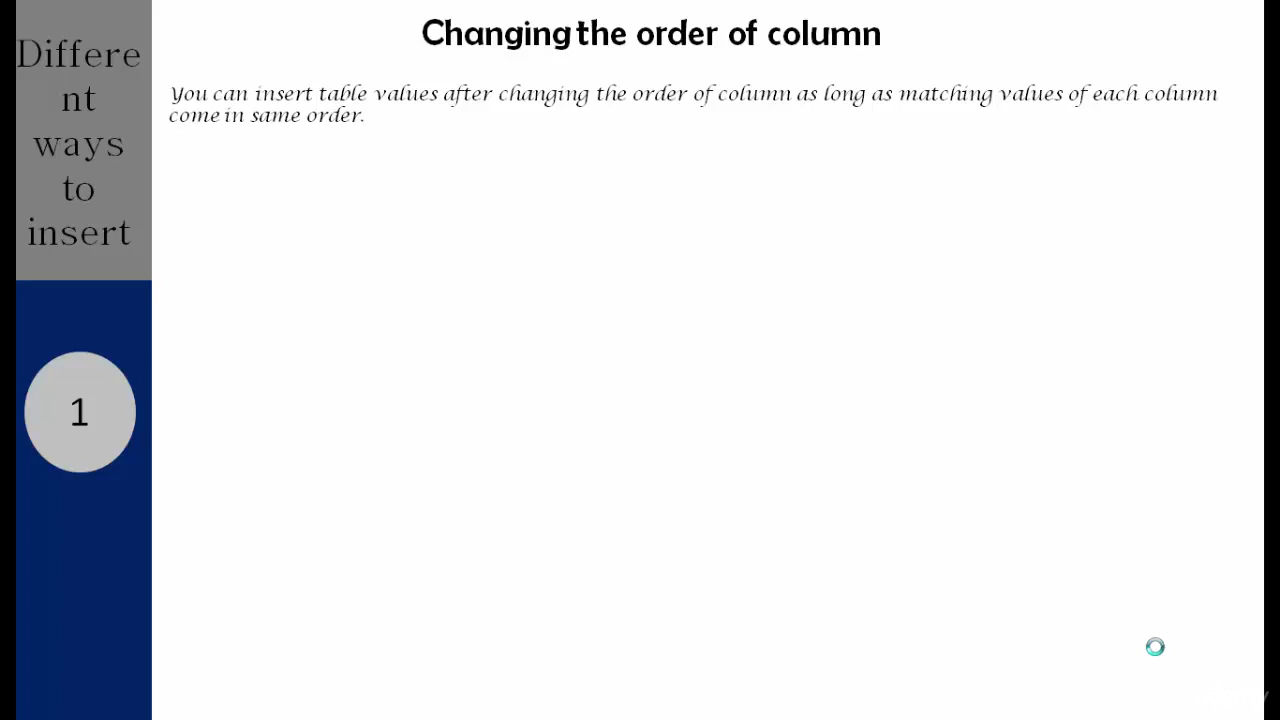 Differe
nt
ways
to
insert
1
Changing the order of column
You can insert table values after changing the order of column as long as matching values of each column
come in same order.